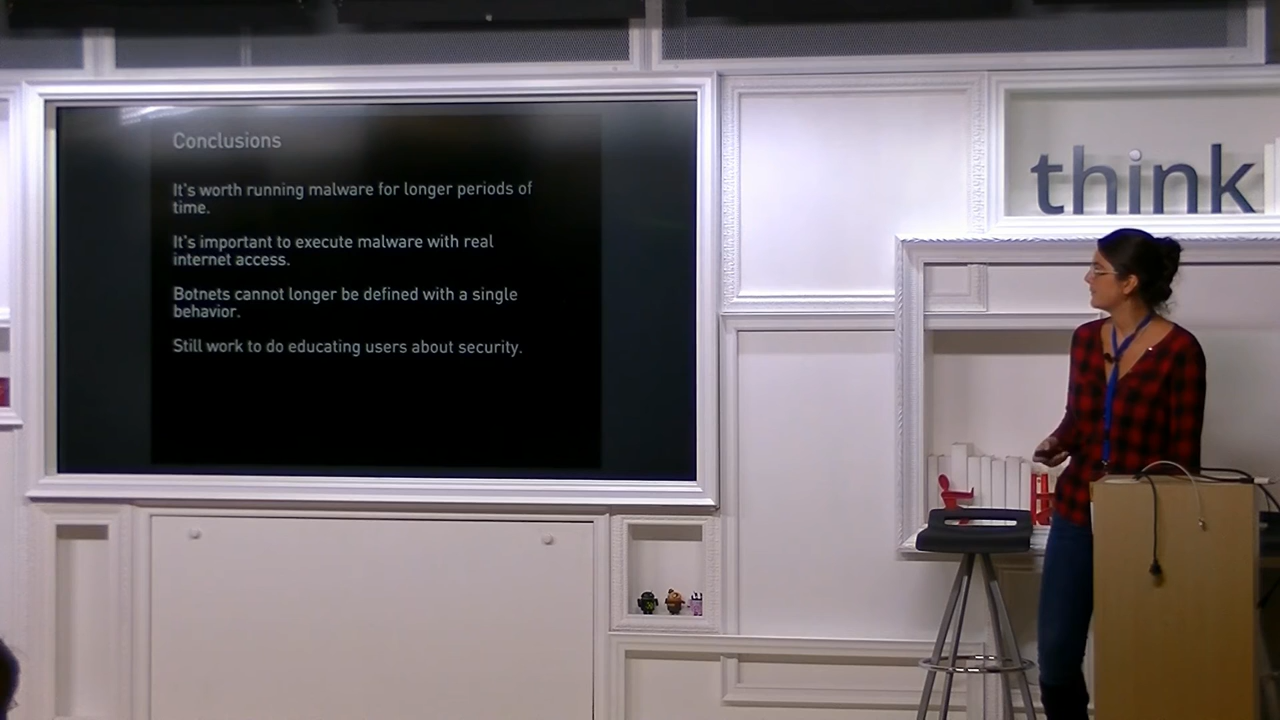 Conclusions
It's worth running malware for longer periods of
time.
It's important to execute malware with real
internet access.
Botnets cannot longer be defined with a single
behavior.
Still work to do educating users about security.
think